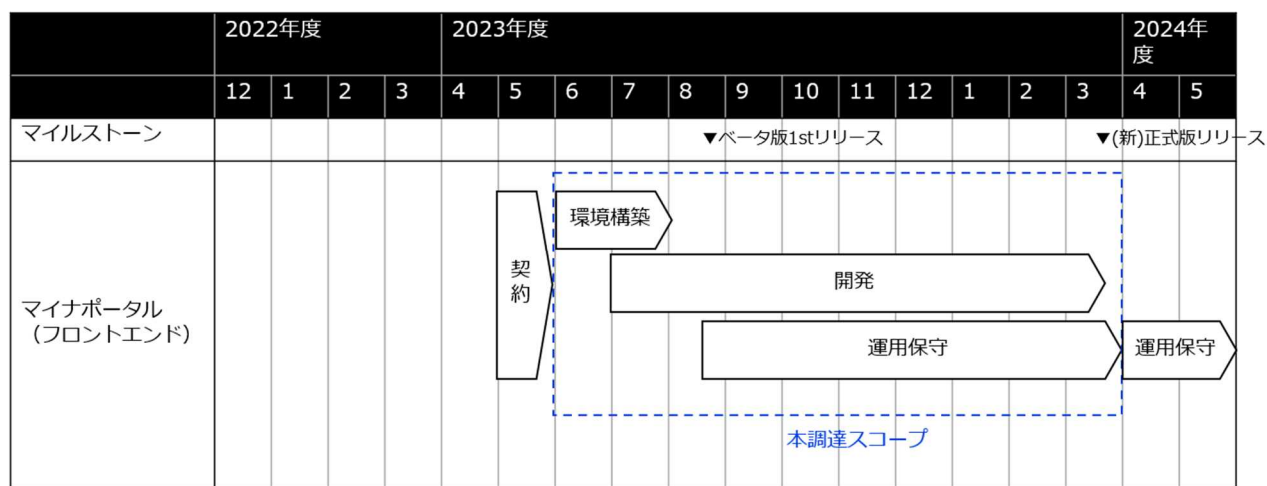 2022年度 2023年度 2024年
度
12 1 2 3 4 5 6 7 8 9 10 11 12 1 2 3 4 5
マイルストーン ▼ベータ版1stリリース ▼(新)正式版リリース
環境構築
契
約
開発
マイナポータル
（フロントエンド）
運用保守 運用保守
本調達スコープ